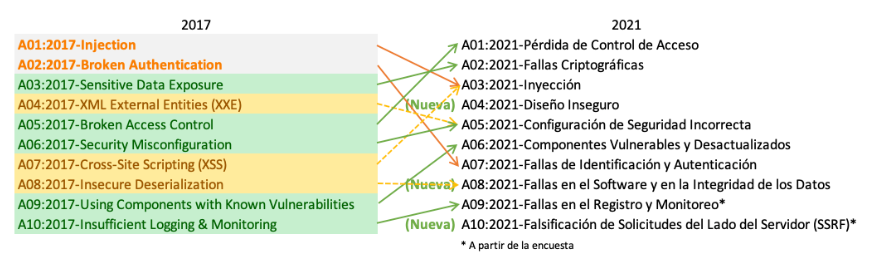 2017 2021
A01:2017-Injection A01:2021-Pérdida de Control de Acceso
A02:2017-Broken Authentication A02:2021-Fallas Criptográficas
A03:2017-Sensitive Data Exposure A03:2021-Inyección
A04:2017-XML External Entities (XXE) (Nueva) A04:2021-Diseño Inseguro
A05:2017-Broken Access Control A05:2021-Configuración de Seguridad Incorrecta
A06:2017-Security Misconfiguration A06:2021-Componentes Vulnerables y Desactualizados
A07:2017-Cross-Site Scripting (XSS) A07:2021-Fallas de Identificación y Autenticación
A08:2017-Insecure Deserialization (Nueva) A08:2021-Fallas en el Software y en la Integridad de los Datos
A09:2017-Using Components with Known Vulnerabilities A09:2021-Fallas en el Registro y Monitoreo*
A10:2017-Insufficient Logging & Monitoring (Nueva) A10:2021-Falsificación de Solicitudes del Lado del Servidor (SSRF)*
* A partir de la encuesta